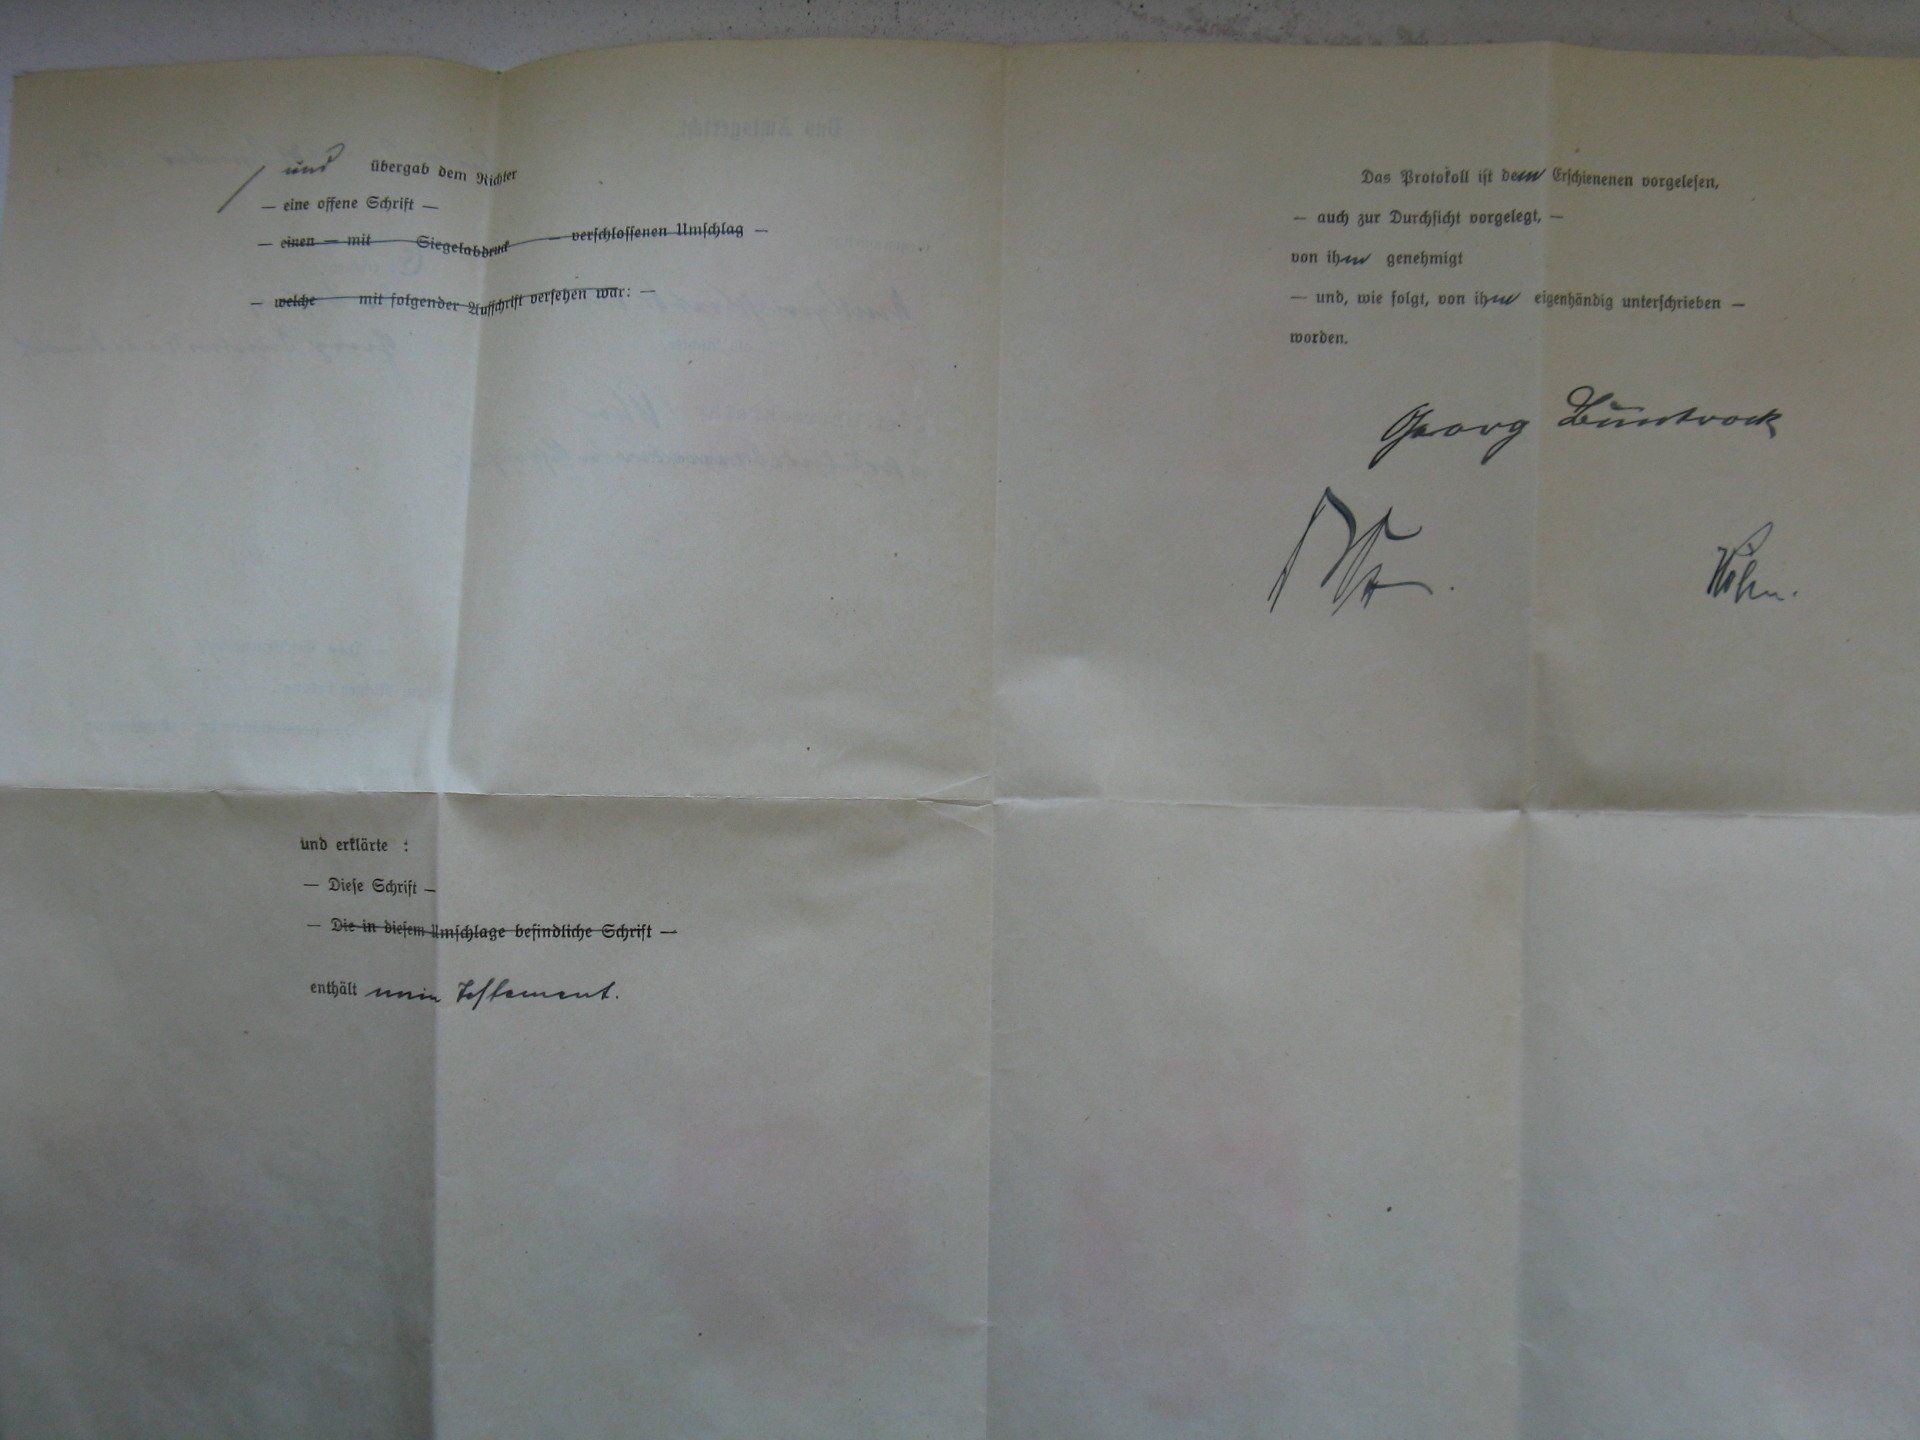 und übergab dem Richter
— eine offene Schrift —
— einen — mit Siegelabdruck — verschlossenen Umschlag —
— welche mit folgender Aufschrift versehen war: —
und erklärte :
— Diese Schrift —
— Die in diesem Umschlage befindliche Schrift —
enthält mein Testament.
Das Protokoll ist dem Erschienenen vorgelesen,
— auch zur Durchsicht vorgelegt, —
von ihm genehmigt
— und, wie folgt, von ihm eigenhändig unterschrieben —
worden.
Georg Buntrock